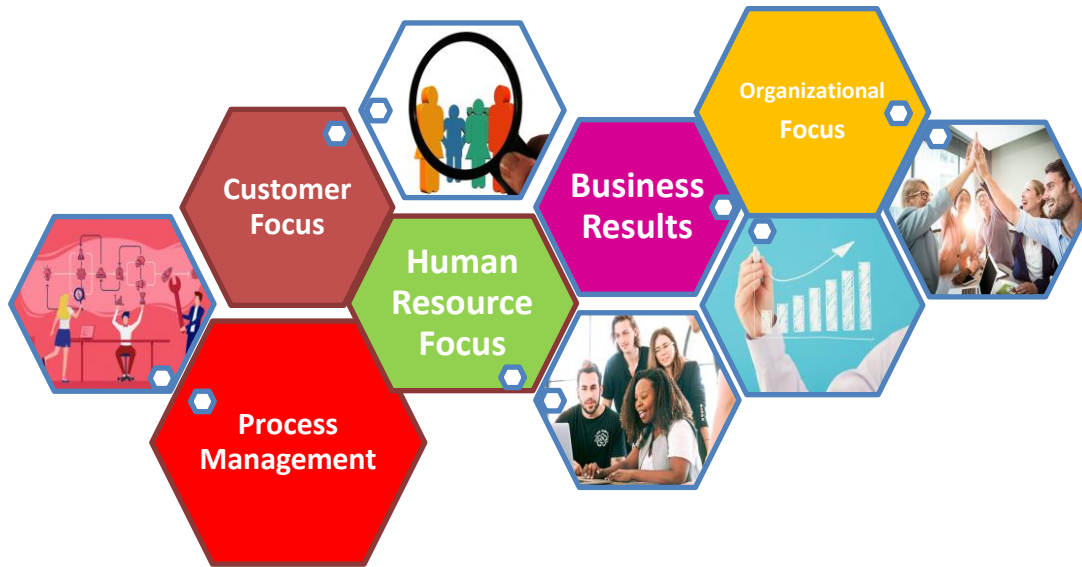 Customer
Focus
Process
Management
Human
Resource
Focus
Business
Results
Organizational
Focus